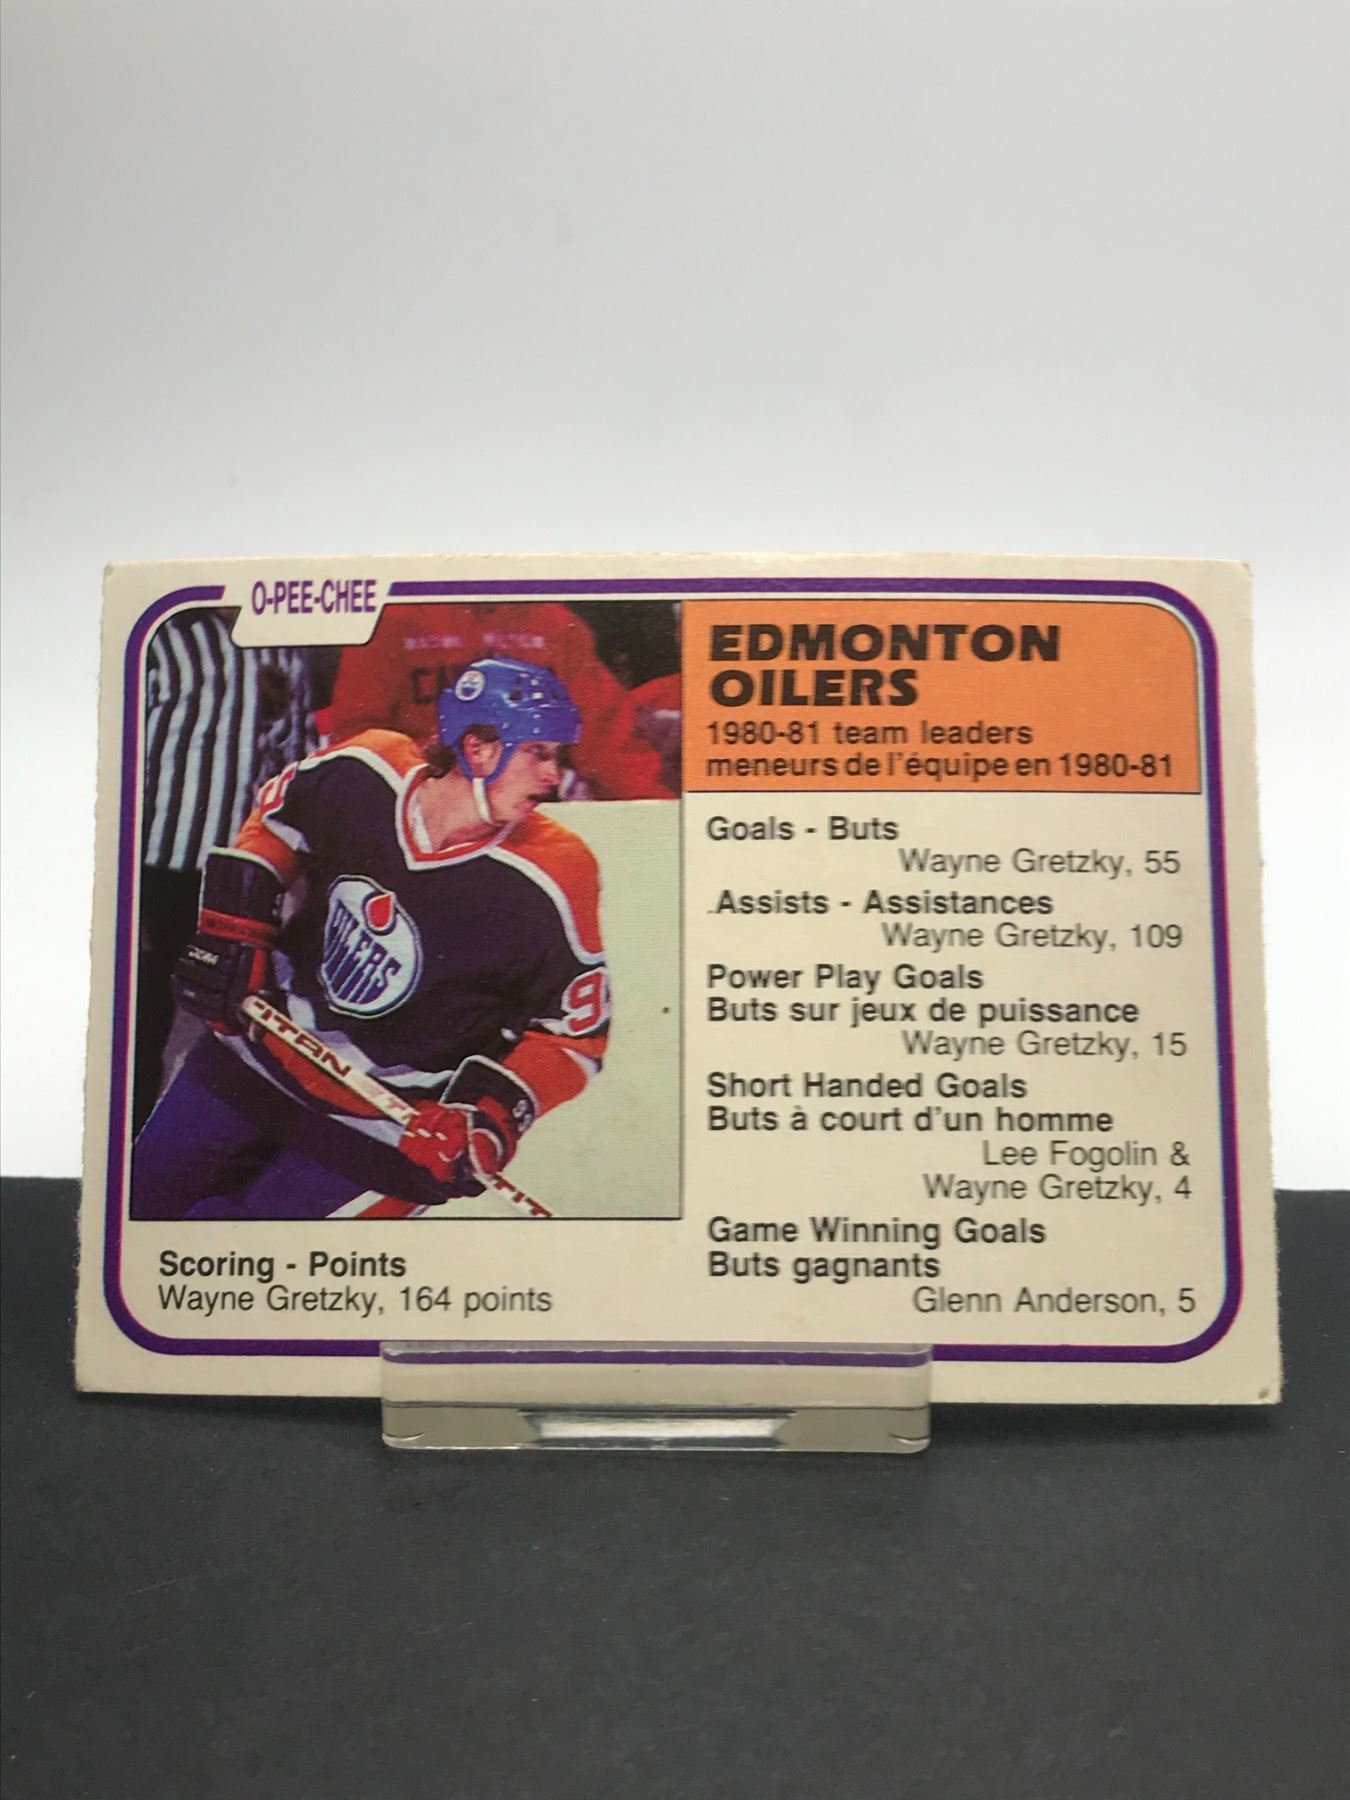 O-PEE-CHEE
OILERS
TITAN
EDMONTON
OILERS
1980-81 team leaders
meneurs de l'équipe en 1980-81
Goals - Buts
Wayne Gretzky, 55
Assists - Assistances
Wayne Gretzky, 109
Power Play Goals
Buts sur jeux de puissance
Wayne Gretzky, 15
Short Handed Goals
Buts à court d'un homme
Lee Fogolin &
Wayne Gretzky, 4
Game Winning Goals
Buts gagnants
Glenn Anderson, 5
Scoring - Points
Wayne Gretzky, 164 points